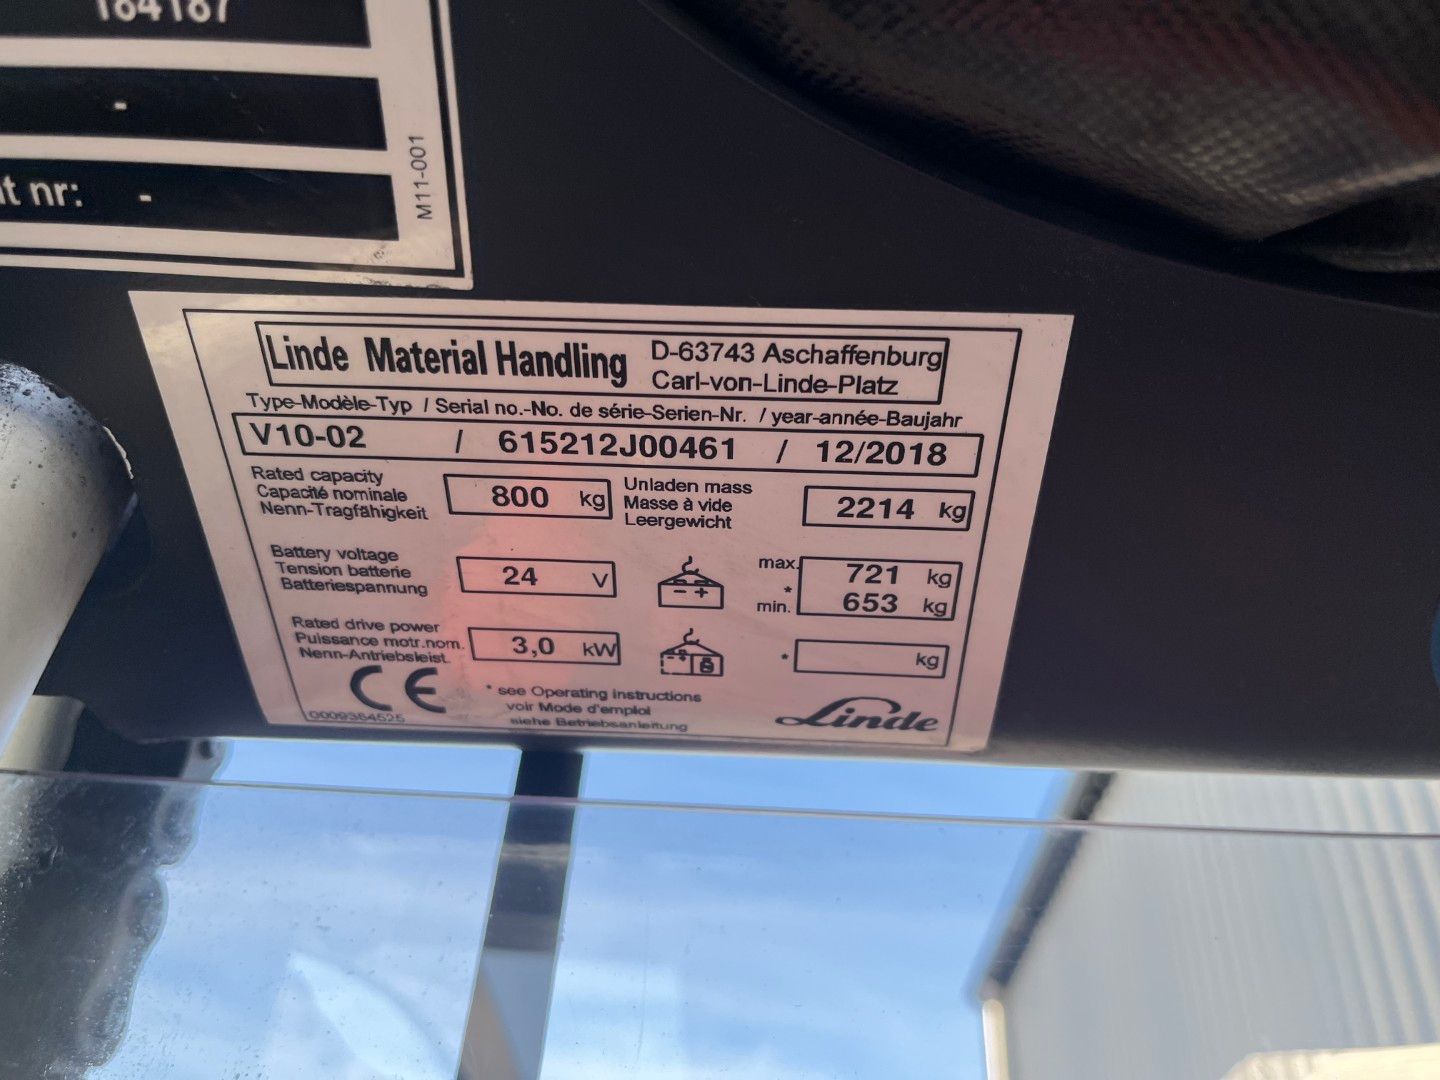 184187
-
nr: -
M11-001
Linde Material Handling
D-63743 Aschaffenburg
Carl-von-Linde-Platz
Type-Modèle-Typ / Serial no.-No. de série-Serien-Nr. / year-année-Baujahr
V10-02 / 615212J00461 / 12/2018
Rated capacity
Capacité nominale
Nenn-Tragfähigkeit
800 kg
Unladen mass
Masse à vide
Leergewicht
2214 kg
Battery voltage
Tension batterie
Batteriespannung
24 V
- +
max. 721 kg
*
min. 653 kg
Rated drive power
Puissance motr.nom.
Nenn-Antriebsleist.
3,0 kW
* kg
CE
0009354525
* see Operating instructions
voir Mode d'emploi
siehe Betriebsanleitung
Linde